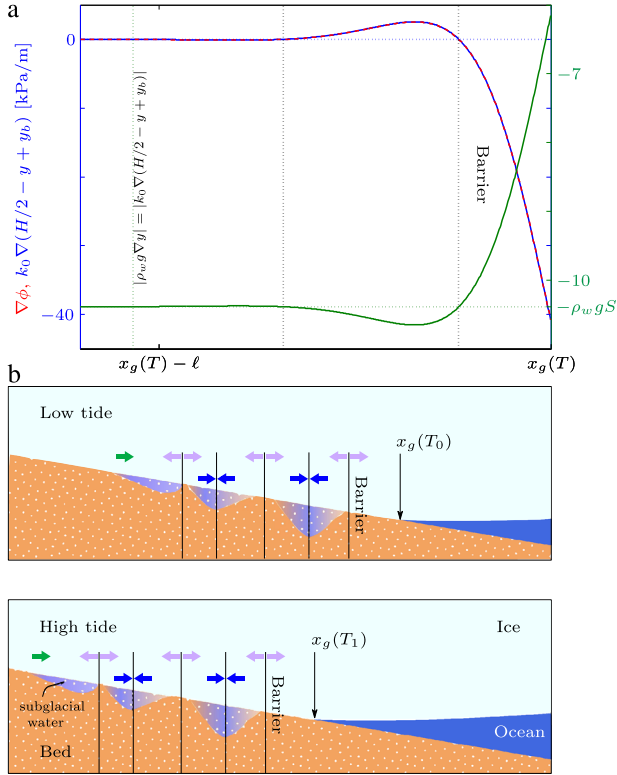 a
∇ϕ, k₀∇(H/2 − y + y_b) [kPa/m]
0
−40
|ρ_w g∇H| = |k₀∇(H/2 − y + y_b)|
Barrier
−7
−10
−ρ_w gS
x_g(T) − ℓ
x_g(T)
b
Low tide
x_g(T₀)
Barrier
High tide
Ice
x_g(T₁)
subglacial
water
Barrier
Ocean
Bed